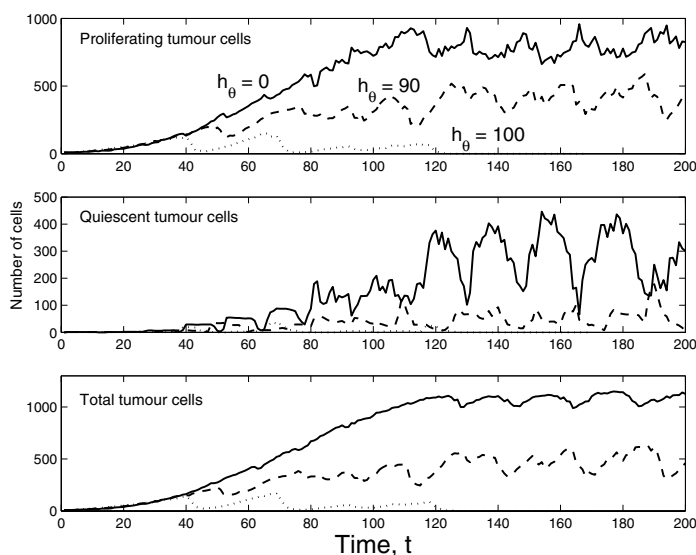 1000
Proliferating tumour cells
h_θ = 0
h_θ = 90
500
h_θ = 100
0
0 20 40 60 80 100 120 140 160 180 200
500
Quiescent tumour cells
400
300
200
100
0
0 20 40 60 80 100 120 140 160 180 200
Number of cells
Total tumour cells
1000
500
0
0 20 40 60 80 100 120 140 160 180 200
Time, t